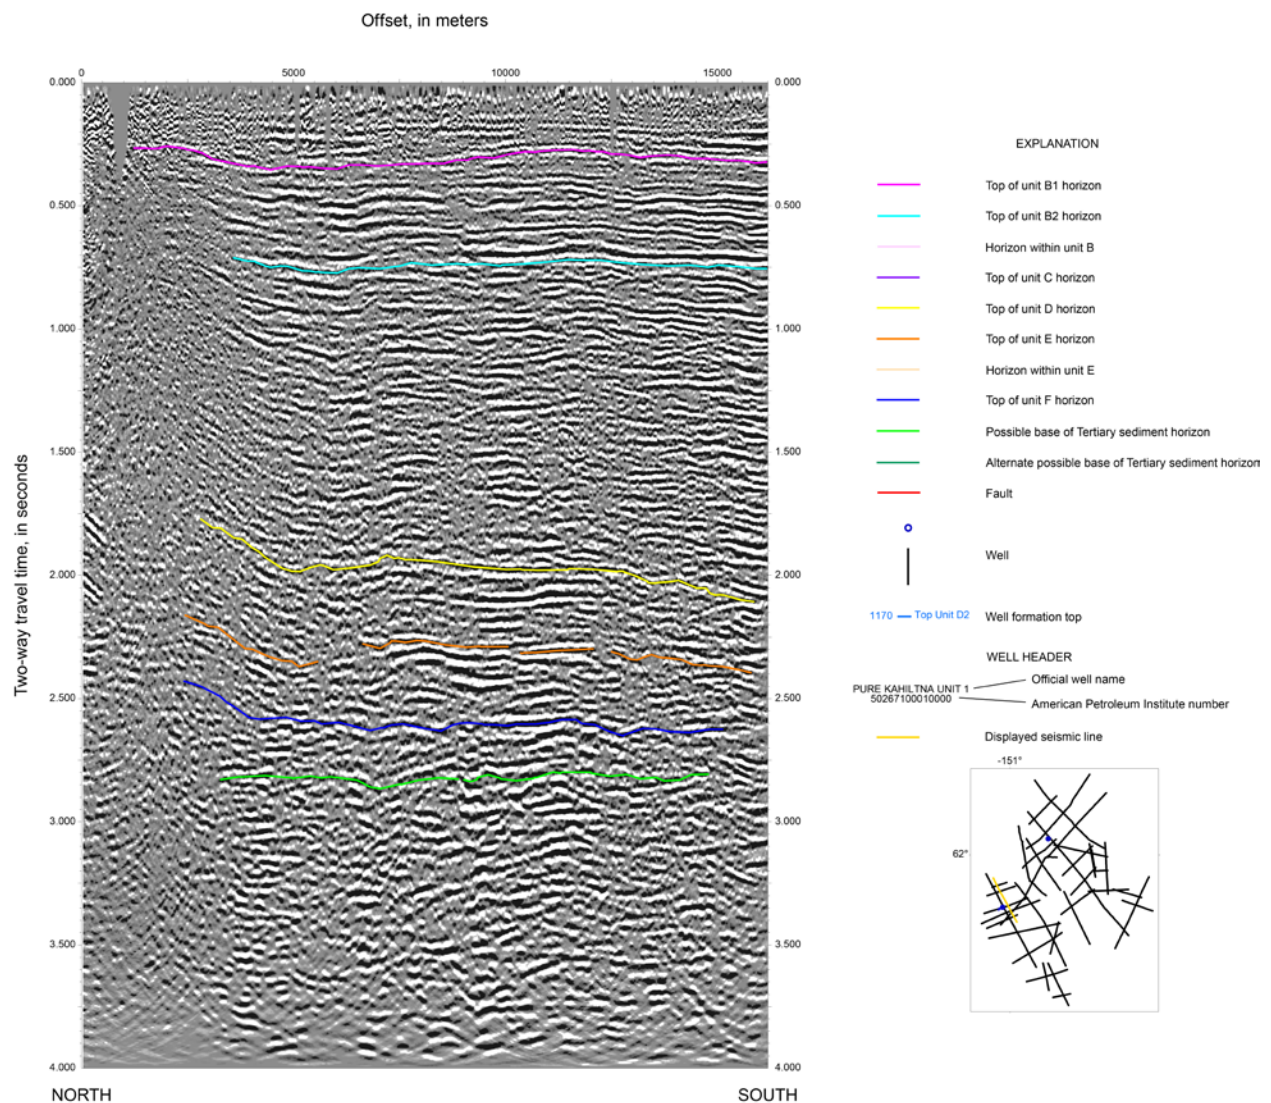 Offset, in meters
0 5000 10000 15000
0.000 0.000
0.500 0.500
1.000 1.000
1.500 1.500
2.000 2.000
2.500 2.500
3.000 3.000
3.500 3.500
4.000 4.000
Two-way travel time, in seconds
NORTH SOUTH
EXPLANATION
Top of unit B1 horizon
Top of unit B2 horizon
Horizon within unit B
Top of unit C horizon
Top of unit D horizon
Top of unit E horizon
Horizon within unit E
Top of unit F horizon
Possible base of Tertiary sediment horizon
Alternate possible base of Tertiary sediment horizon
Fault
Well
1170 Top Unit D2 Well formation top
WELL HEADER
PURE KAHILTNA UNIT 1 Official well name
50267100010000 American Petroleum Institute number
Displayed seismic line
-151°
62°